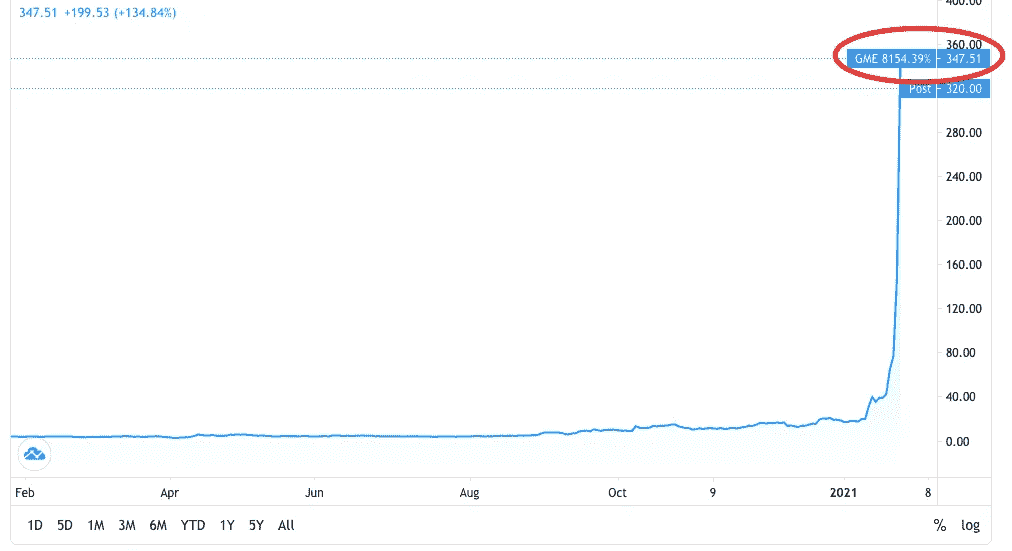 347.51 +199.53 (+134.84%)
400.00
360.00
GME 8154.39% 347.51
Post 320.00
280.00
240.00
200.00
160.00
120.00
80.00
40.00
0.00
Feb Apr Jun Aug Oct 9 2021 8
1D 5D 1M 3M 6M YTD 1Y 5Y All % log